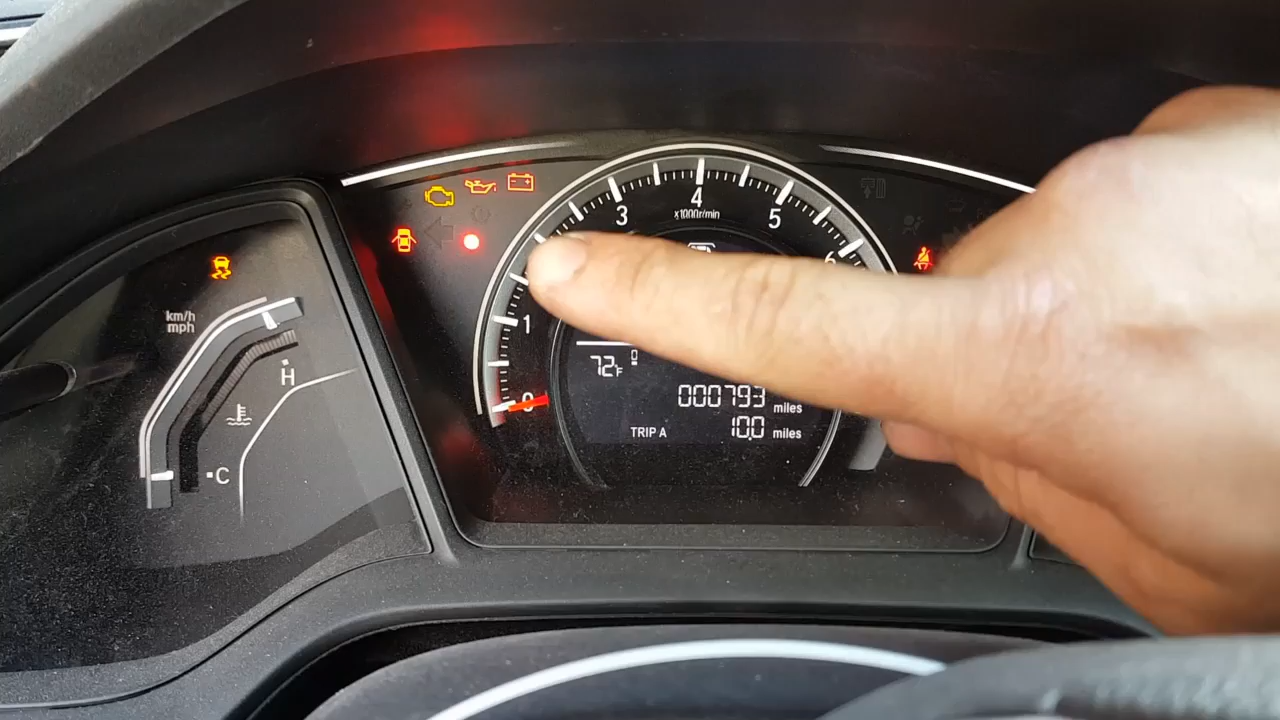 4
x1000r/min
3
5
6
1
0
km/h
mph
H
C
72°F
000793 miles
TRIP A 10.0 miles